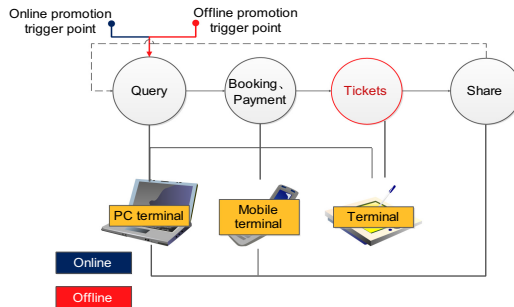 Online promotion
trigger point
Offline promotion
trigger point
Query
Booking、
Payment
Tickets
Share
PC terminal
Mobile
terminal
Terminal
Online
Offline